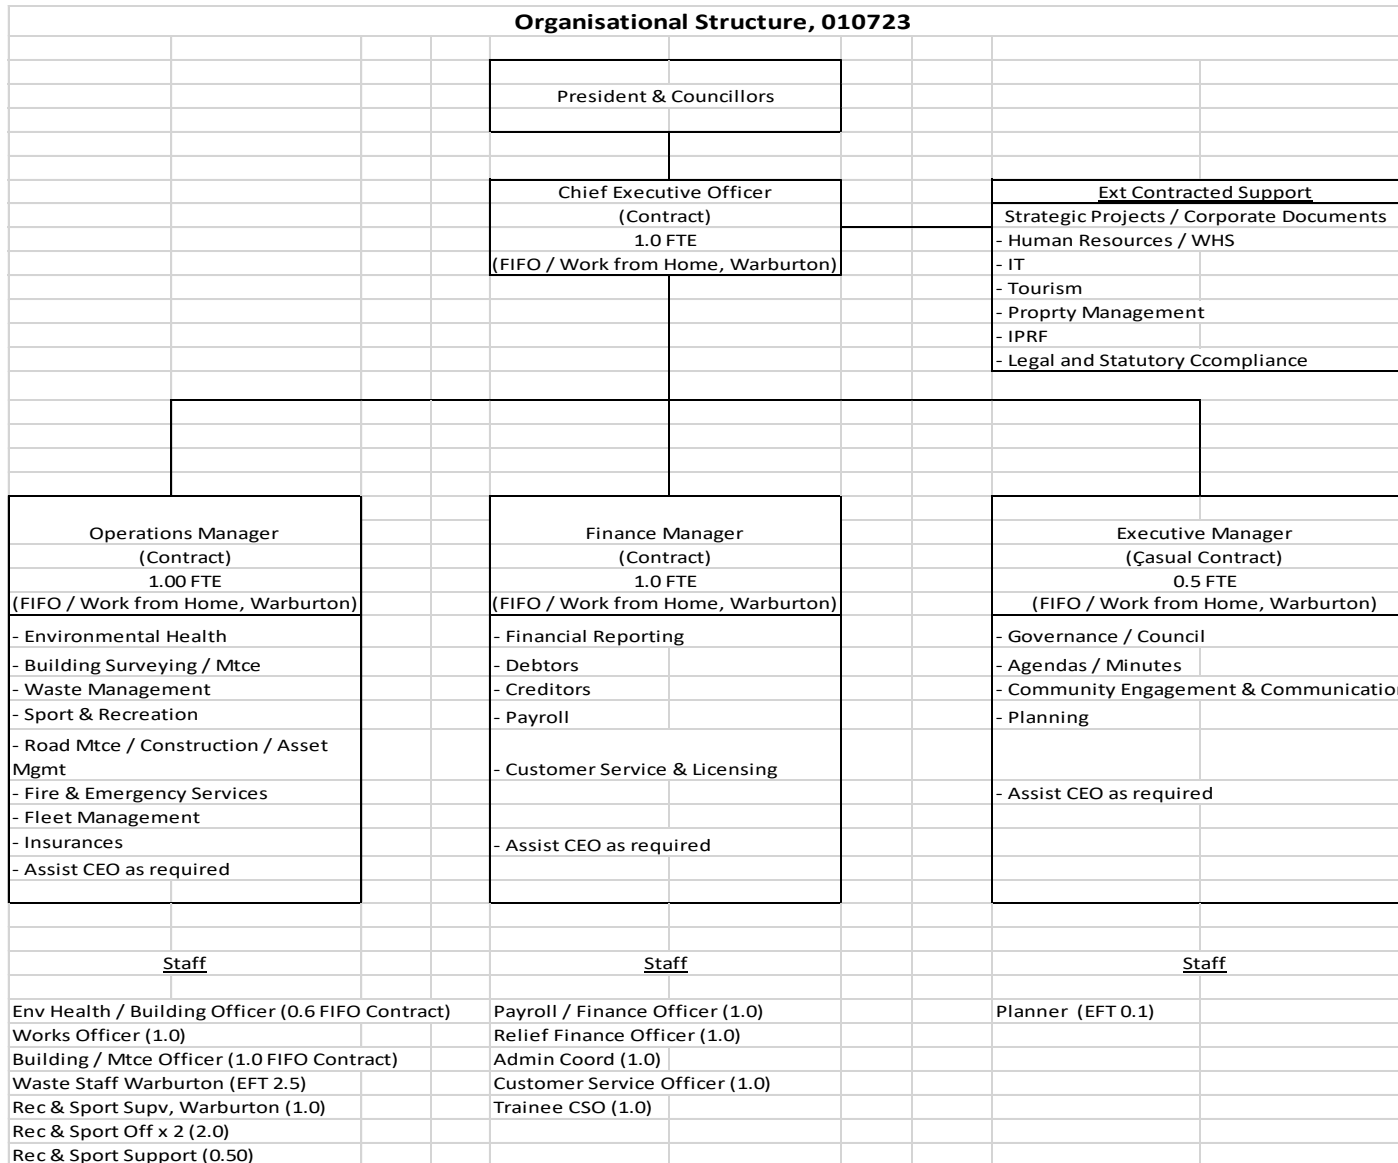 Organisational Structure, 010723
President & Councillors
Chief Executive Officer
(Contract)
1.0 FTE
(FIFO / Work from Home, Warburton)
Ext Contracted Support
Strategic Projects / Corporate Documents
- Human Resources / WHS
- IT
- Tourism
- Proprty Management
- IPRF
- Legal and Statutory Ccompliance
Operations Manager
(Contract)
1.00 FTE
(FIFO / Work from Home, Warburton)
- Environmental Health
- Building Surveying / Mtce
- Waste Management
- Sport & Recreation
- Road Mtce / Construction / Asset
Mgmt
- Fire & Emergency Services
- Fleet Management
- Insurances
- Assist CEO as required
Finance Manager
(Contract)
1.0 FTE
(FIFO / Work from Home, Warburton)
- Financial Reporting
- Debtors
- Creditors
- Payroll
- Customer Service & Licensing
- Assist CEO as required
Executive Manager
(Çasual Contract)
0.5 FTE
(FIFO / Work from Home, Warburton)
- Governance / Council
- Agendas / Minutes
- Community Engagement & Communication
- Planning
- Assist CEO as required
Staff
Env Health / Building Officer (0.6 FIFO Contract)
Works Officer (1.0)
Building / Mtce Officer (1.0 FIFO Contract)
Waste Staff Warburton (EFT 2.5)
Rec & Sport Supv, Warburton (1.0)
Rec & Sport Off x 2 (2.0)
Rec & Sport Support (0.50)
Staff
Payroll / Finance Officer (1.0)
Relief Finance Officer (1.0)
Admin Coord (1.0)
Customer Service Officer (1.0)
Trainee CSO (1.0)
Staff
Planner (EFT 0.1)